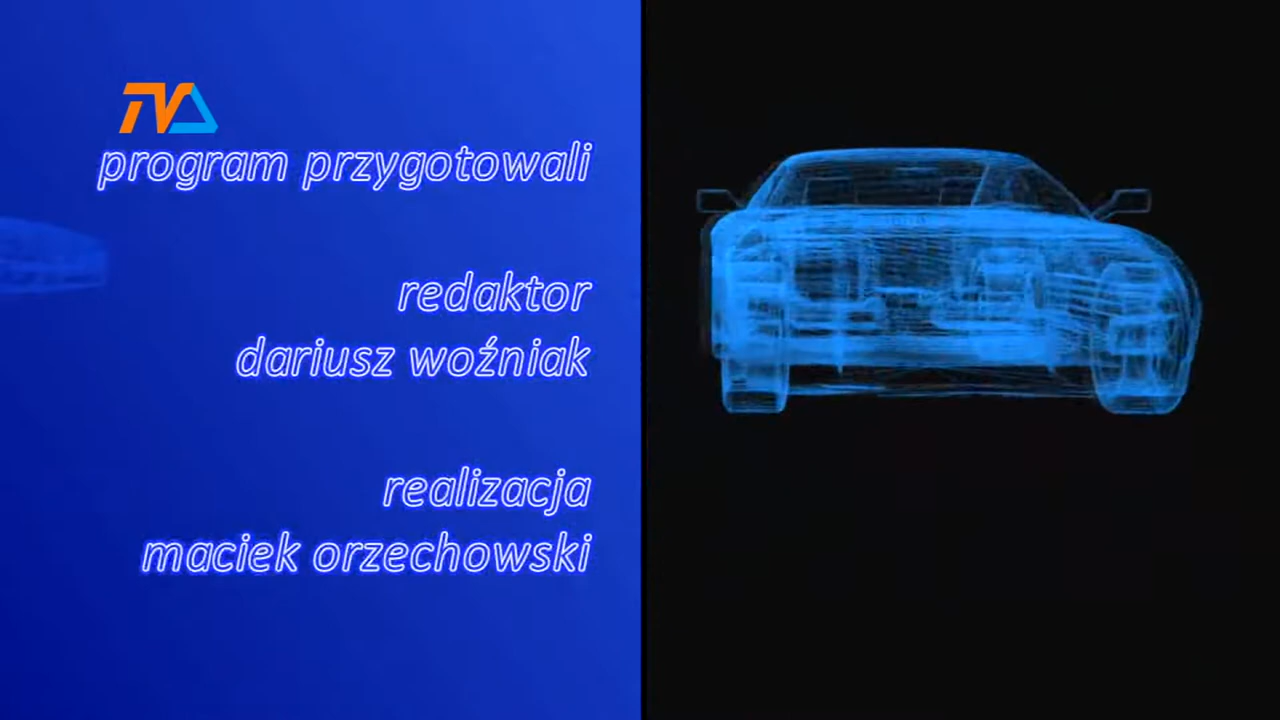 TVA
program przygotowali
redaktor
dariusz woźniak
realizacja
maciek orzechowski